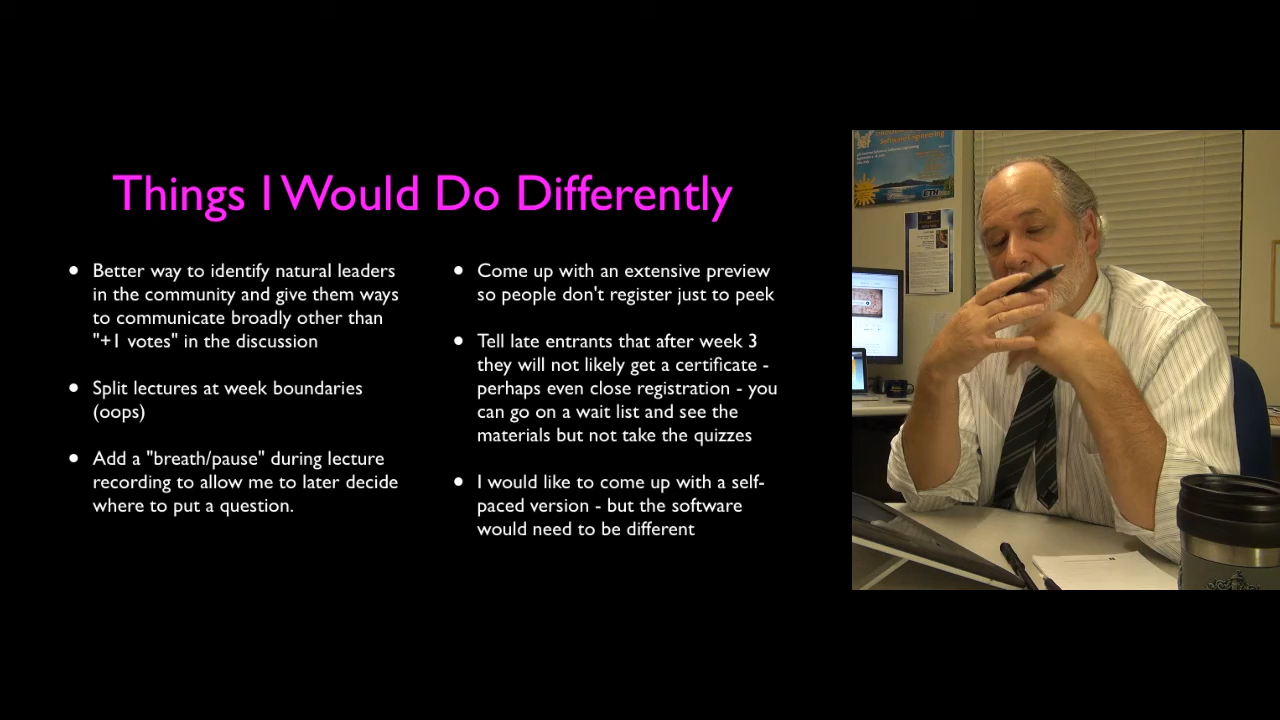 Things I Would Do Differently
• Better way to identify natural leaders
in the community and give them ways
to communicate broadly other than
"+1 votes" in the discussion
• Split lectures at week boundaries
(oops)
• Add a "breath/pause" during lecture
recording to allow me to later decide
where to put a question.
• Come up with an extensive preview
so people don't register just to peek
• Tell late entrants that after week 3
they will not likely get a certificate -
perhaps even close registration - you
can go on a wait list and see the
materials but not take the quizzes
• I would like to come up with a self-
paced version - but the software
would need to be different
Software Engineering